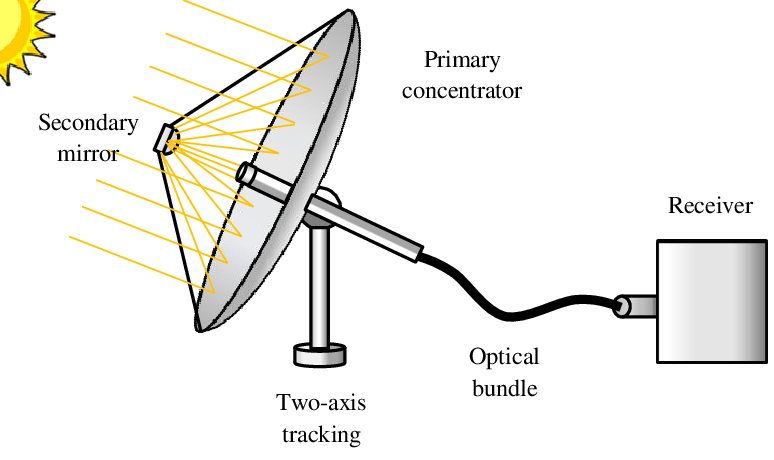 Primary
concentrator
Secondary
mirror
Receiver
Optical
bundle
Two-axis
tracking